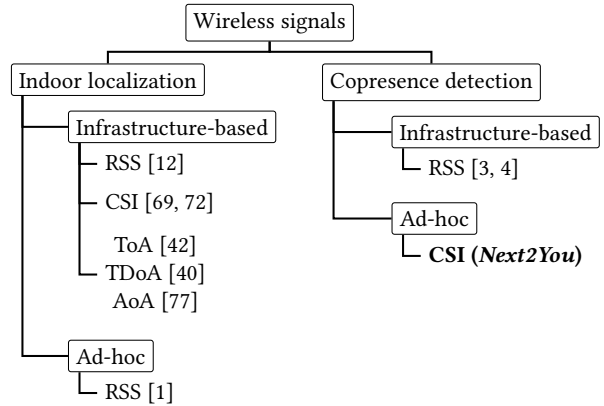 Wireless signals
Indoor localization
Infrastructure-based
RSS [12]
CSI [69, 72]
ToA [42]
TDoA [40]
AoA [77]
Ad-hoc
RSS [1]
Copresence detection
Infrastructure-based
RSS [3, 4]
Ad-hoc
CSI (Next2You)